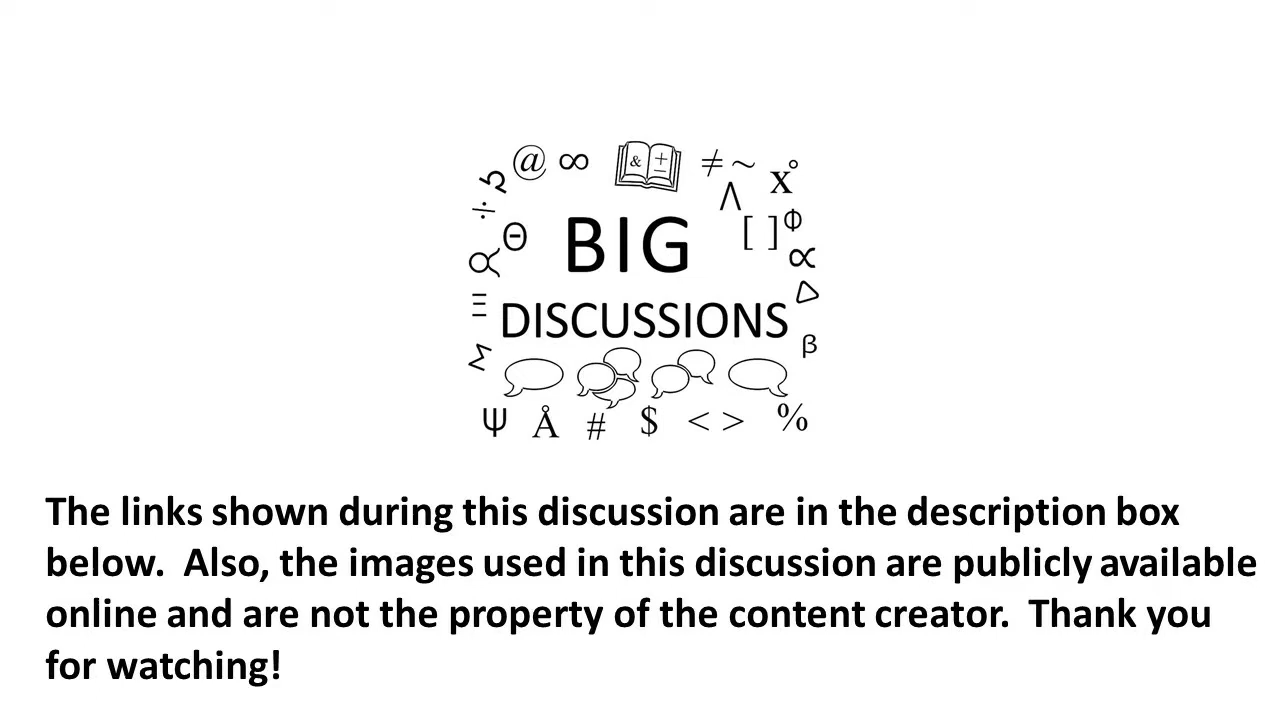 @ ∞ & ± ≠ ~ x°
÷ Λ
Θ BIG [ ] Φ
∝
Ξ DISCUSSIONS Δ
Σ β
Ψ Å # $ < > %
The links shown during this discussion are in the description box
below.  Also, the images used in this discussion are publicly available
online and are not the property of the content creator.  Thank you
for watching!